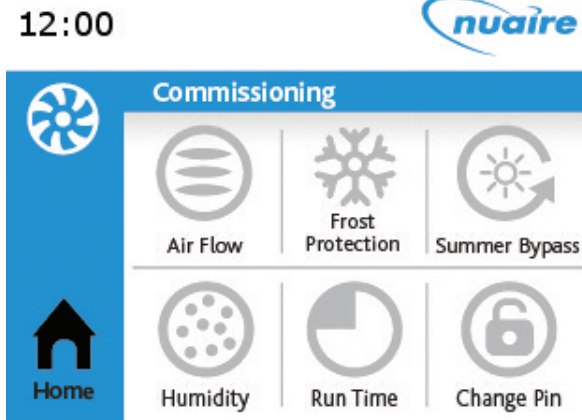 12:00
nuaire
Commissioning
Air Flow
Frost
Protection
Summer Bypass
Home
Humidity
Run Time
Change Pin